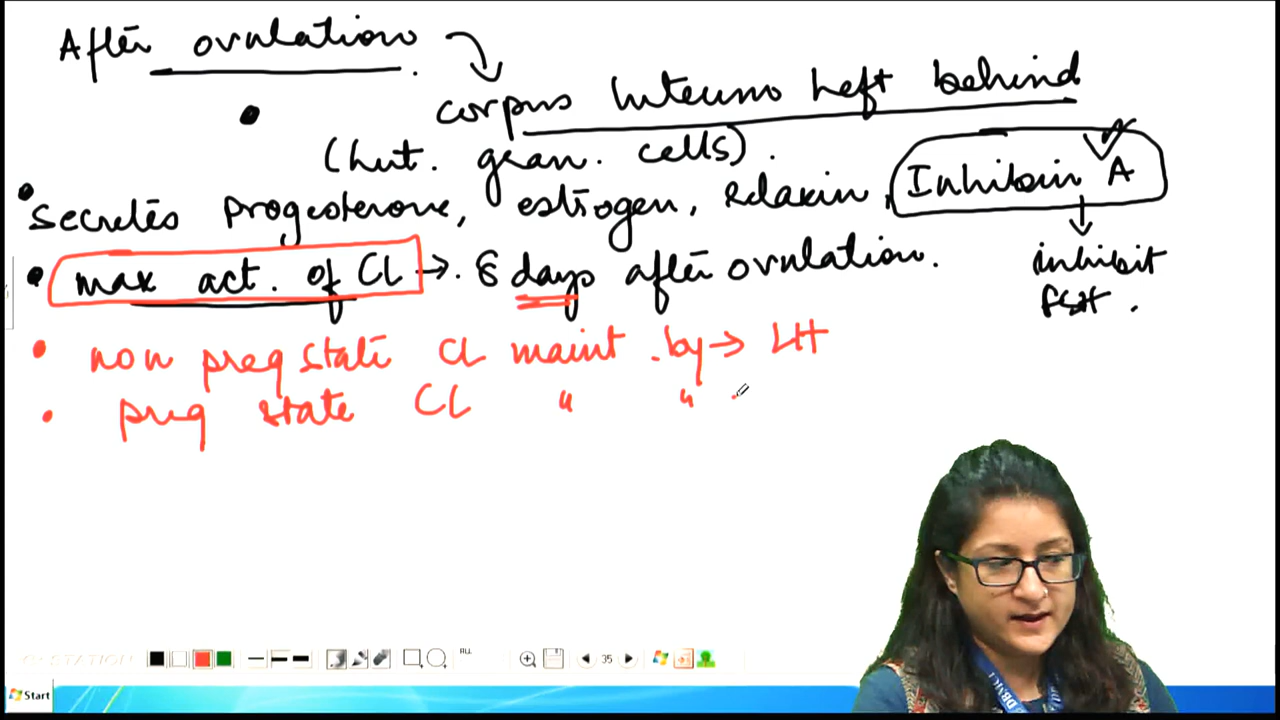 After ovulation
corpus luteum left behind
(Lut. gran. cells).
Secretes progesterone, estrogen, Relaxin, Inhibin A
max act. of CL → 8 days after ovulation.
inhibit
FSH.
non preg state CL maint. by → LH
preg state CL " "
35
Start